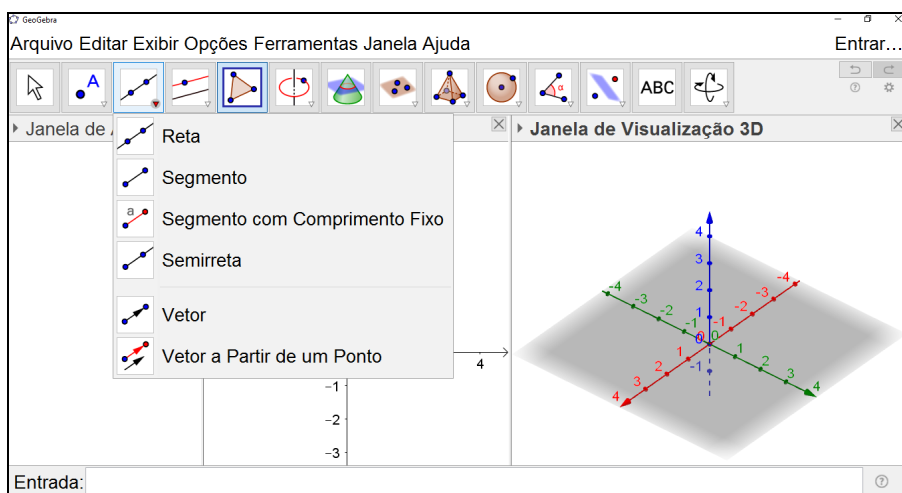 GeoGebra
Arquivo Editar Exibir Opções Ferramentas Janela Ajuda Entrar...
A α ABC
Janela de Janela de Visualização 3D
Reta
Segmento
a Segmento com Comprimento Fixo
Semirreta
Vetor
Vetor a Partir de um Ponto
4
-1
-2
-3
4
3
2
1
0
-1
-4
-3
-2
-1
0
1
2
3
4
-4
-3
-2
-1
0
1
2
3
4
Entrada: